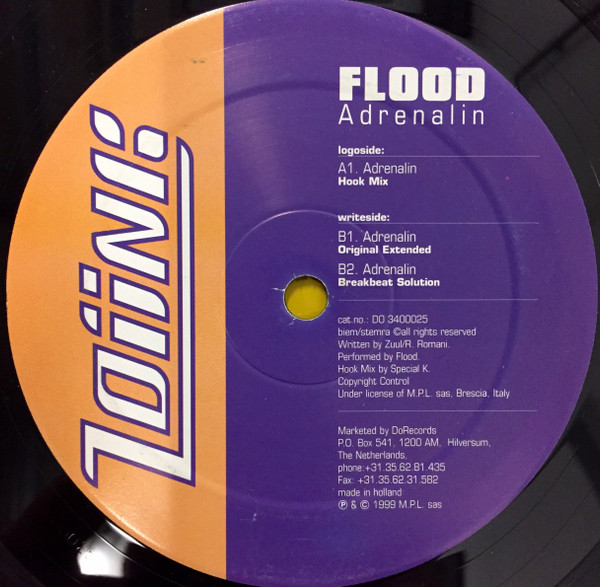 FLOOD
Adrenalin
logoside:
A1. Adrenalin
Hook Mix
writeside:
B1. Adrenalin
Original Extended
B2. Adrenalin
Breakbeat Solution
cat.no.: DO 3400025
biem/stemra ©all rights reserved
Written by Zuul/R. Romani.
Performed by Flood.
Hook Mix by Special K.
Copyright Control
Under license of M.P.L. sas, Brescia, Italy
Marketed by DoRecords
P.O. Box 541, 1200 AM, Hilversum,
The Netherlands,
phone:+31.35.62.81.435
Fax: +31.35.62.31.582
made in holland
℗ & © 1999 M.P.L. sas